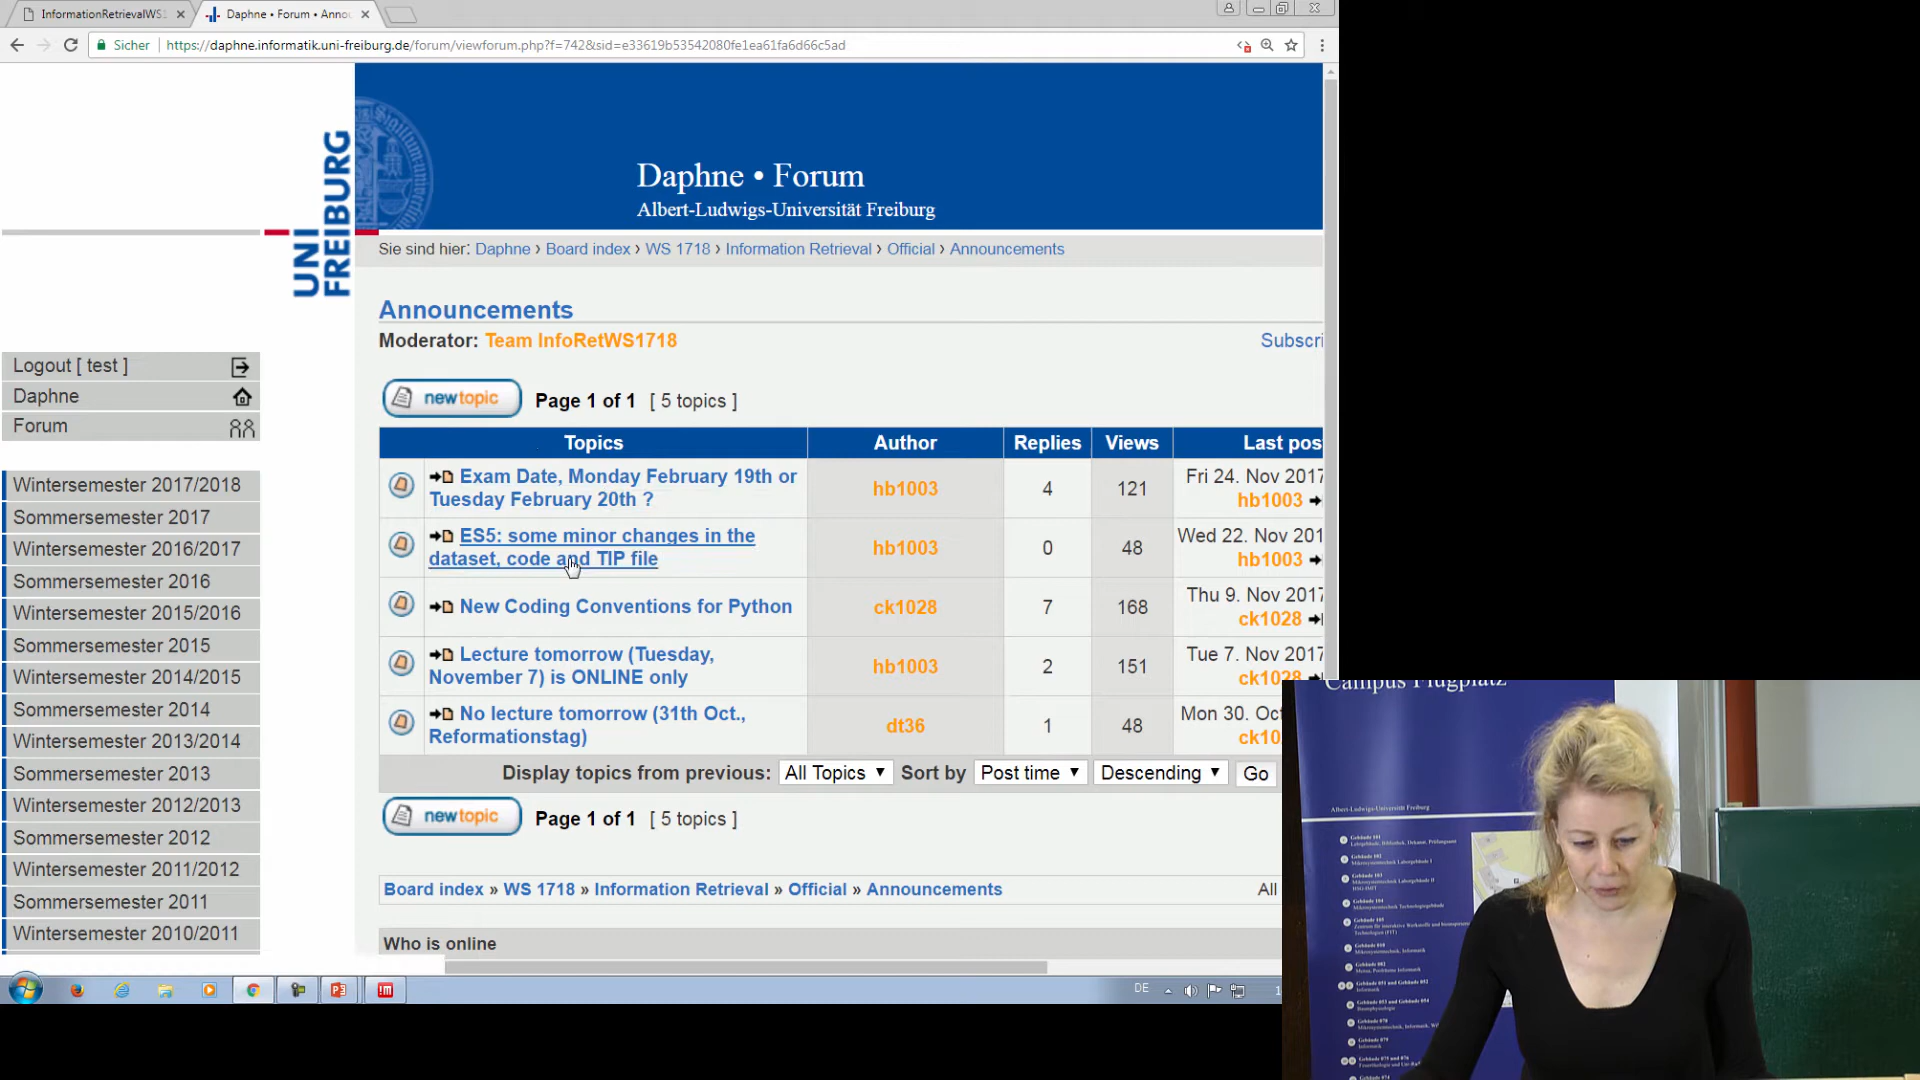 InformationRetrievalWS
Daphne • Forum • Annou
Sicher
https://daphne.informatik.uni-freiburg.de/forum/viewforum.php?f=742&sid=e33619b53542080fe1ea61fa6d66c5ad
UNI
FREIBURG
Daphne • Forum
Albert-Ludwigs-Universität Freiburg
Sie sind hier: Daphne › Board index › WS 1718 › Information Retrieval › Official › Announcements
Announcements
Moderator: Team InfoRetWS1718
Subscri
newtopic Page 1 of 1 [ 5 topics ]
Topics Author Replies Views Last pos
Exam Date, Monday February 19th or
Tuesday February 20th ?
hb1003 4 121
Fri 24. Nov 2017
hb1003
ES5: some minor changes in the
dataset, code and TIP file
hb1003 0 48
Wed 22. Nov 201
hb1003
New Coding Conventions for Python
ck1028 7 168
Thu 9. Nov 2017
ck1028
Lecture tomorrow (Tuesday,
November 7) is ONLINE only
hb1003 2 151
Tue 7. Nov 2017
ck1028
No lecture tomorrow (31th Oct.,
Reformationstag)
dt36 1 48
Mon 30. Oc
ck10
Display topics from previous: All Topics Sort by Post time Descending Go
newtopic Page 1 of 1 [ 5 topics ]
Board index » WS 1718 » Information Retrieval » Official » Announcements
All
Who is online
Logout [ test ]
Daphne
Forum
Wintersemester 2017/2018
Sommersemester 2017
Wintersemester 2016/2017
Sommersemester 2016
Wintersemester 2015/2016
Sommersemester 2015
Wintersemester 2014/2015
Sommersemester 2014
Wintersemester 2013/2014
Sommersemester 2013
Wintersemester 2012/2013
Sommersemester 2012
Wintersemester 2011/2012
Sommersemester 2011
Wintersemester 2010/2011
DE
Campus Flugplatz
Albert-Ludwigs-Universität Freiburg
Gebäude 101